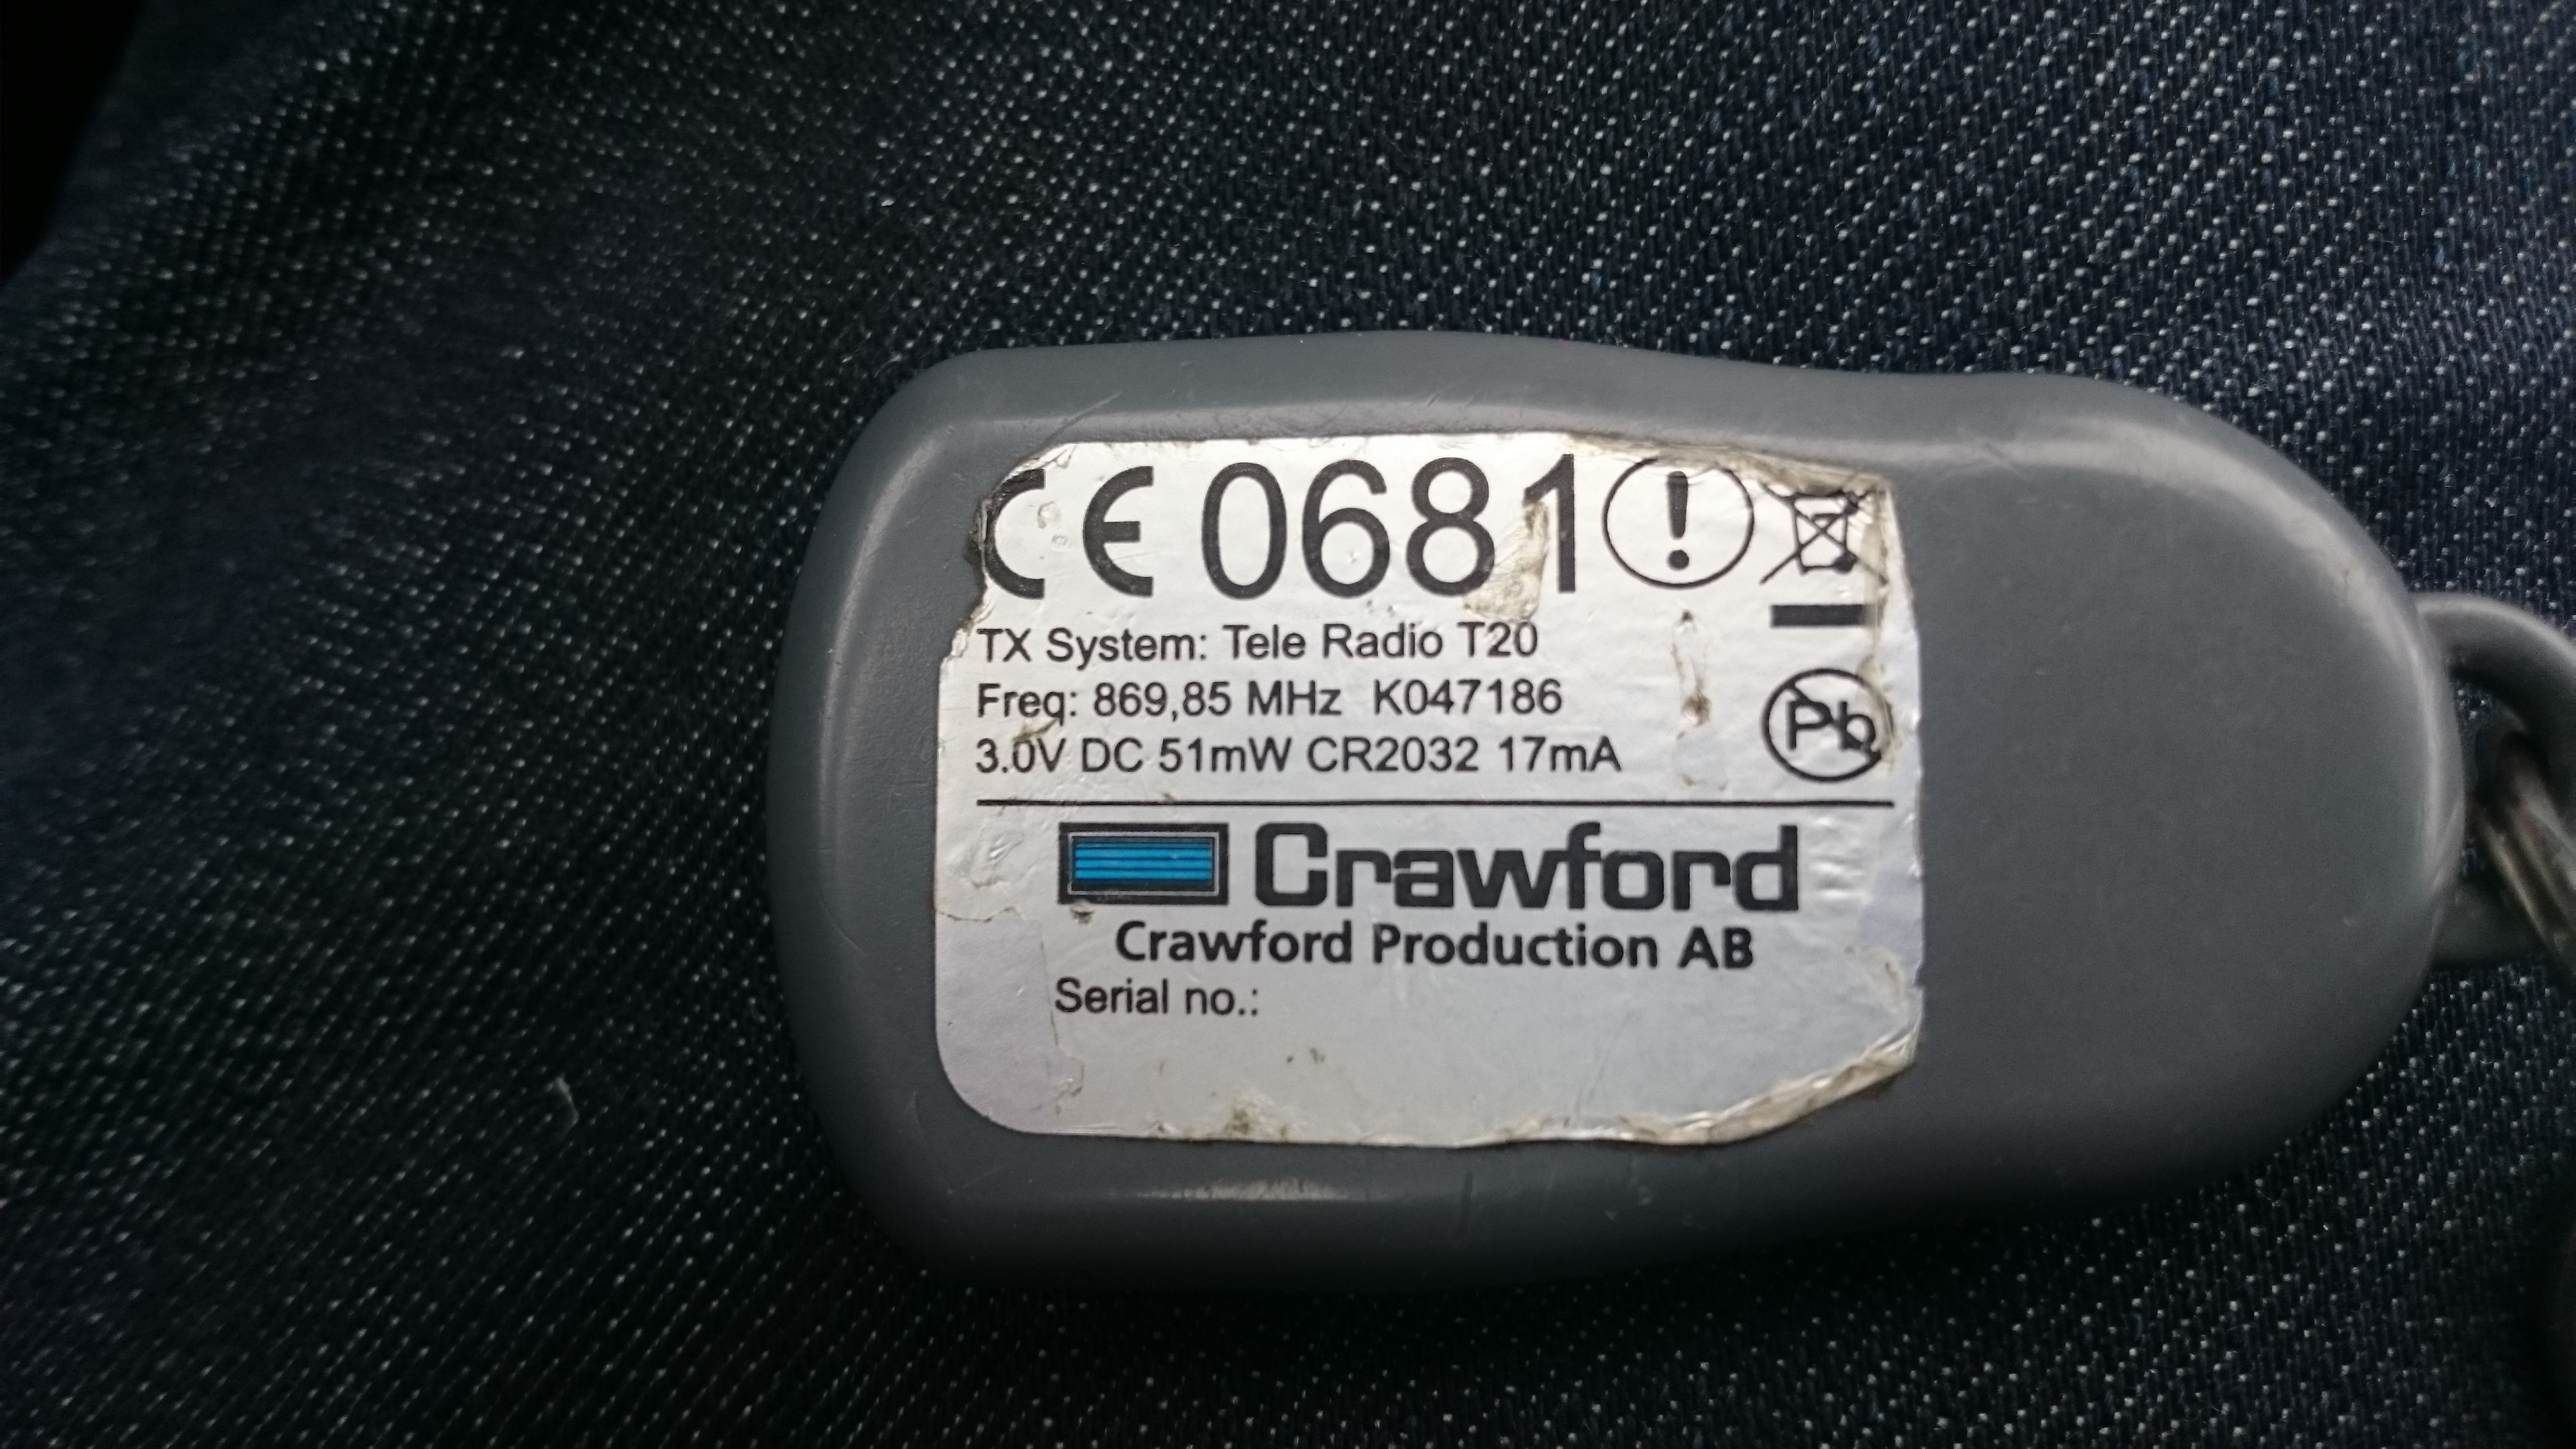 CE 0681 !
TX System: Tele Radio T20
Freq: 869,85 MHz K047186
Pb
3.0V DC 51mW CR2032 17mA
Crawford
Crawford Production AB
Serial no.: